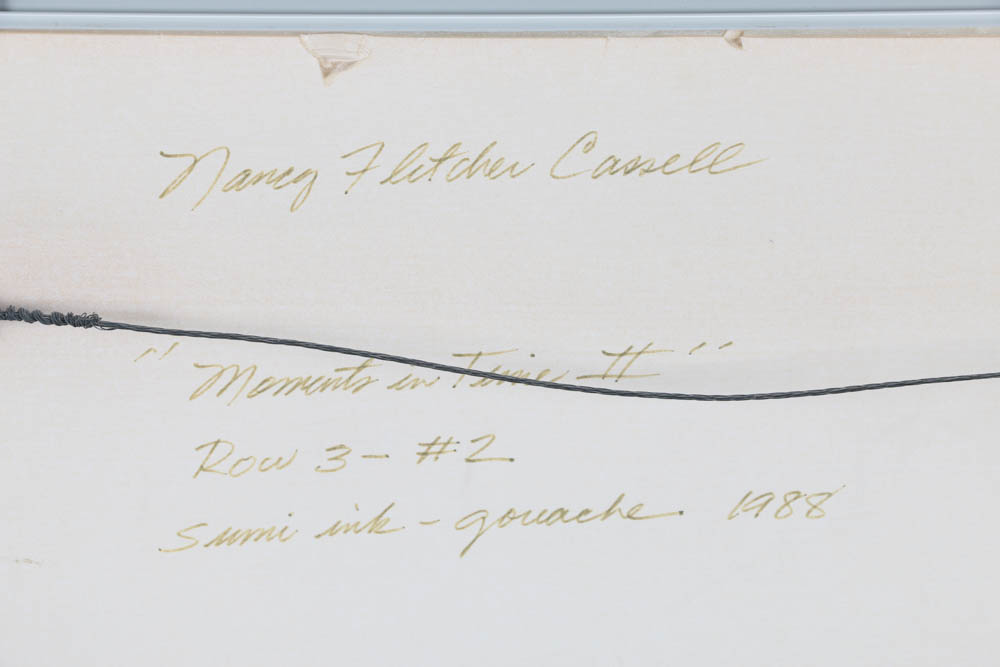 Nancy Fletcher Cassell
"Moments in Time II"
Row 3 - #2
sumi ink - gouache. 1988